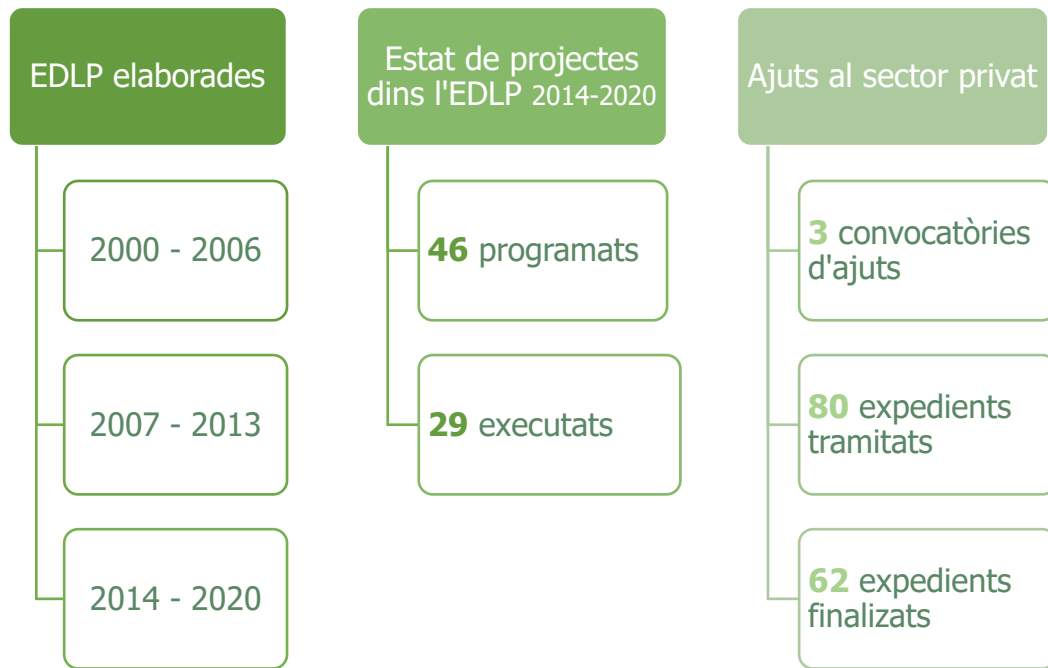 EDLP elaborades
2000 - 2006
2007 - 2013
2014 - 2020
Estat de projectes
dins l'EDLP 2014-2020
46 programats
29 executats
Ajuts al sector privat
3 convocatòries
d'ajuts
80 expedients
tramitats
62 expedients
finalizats